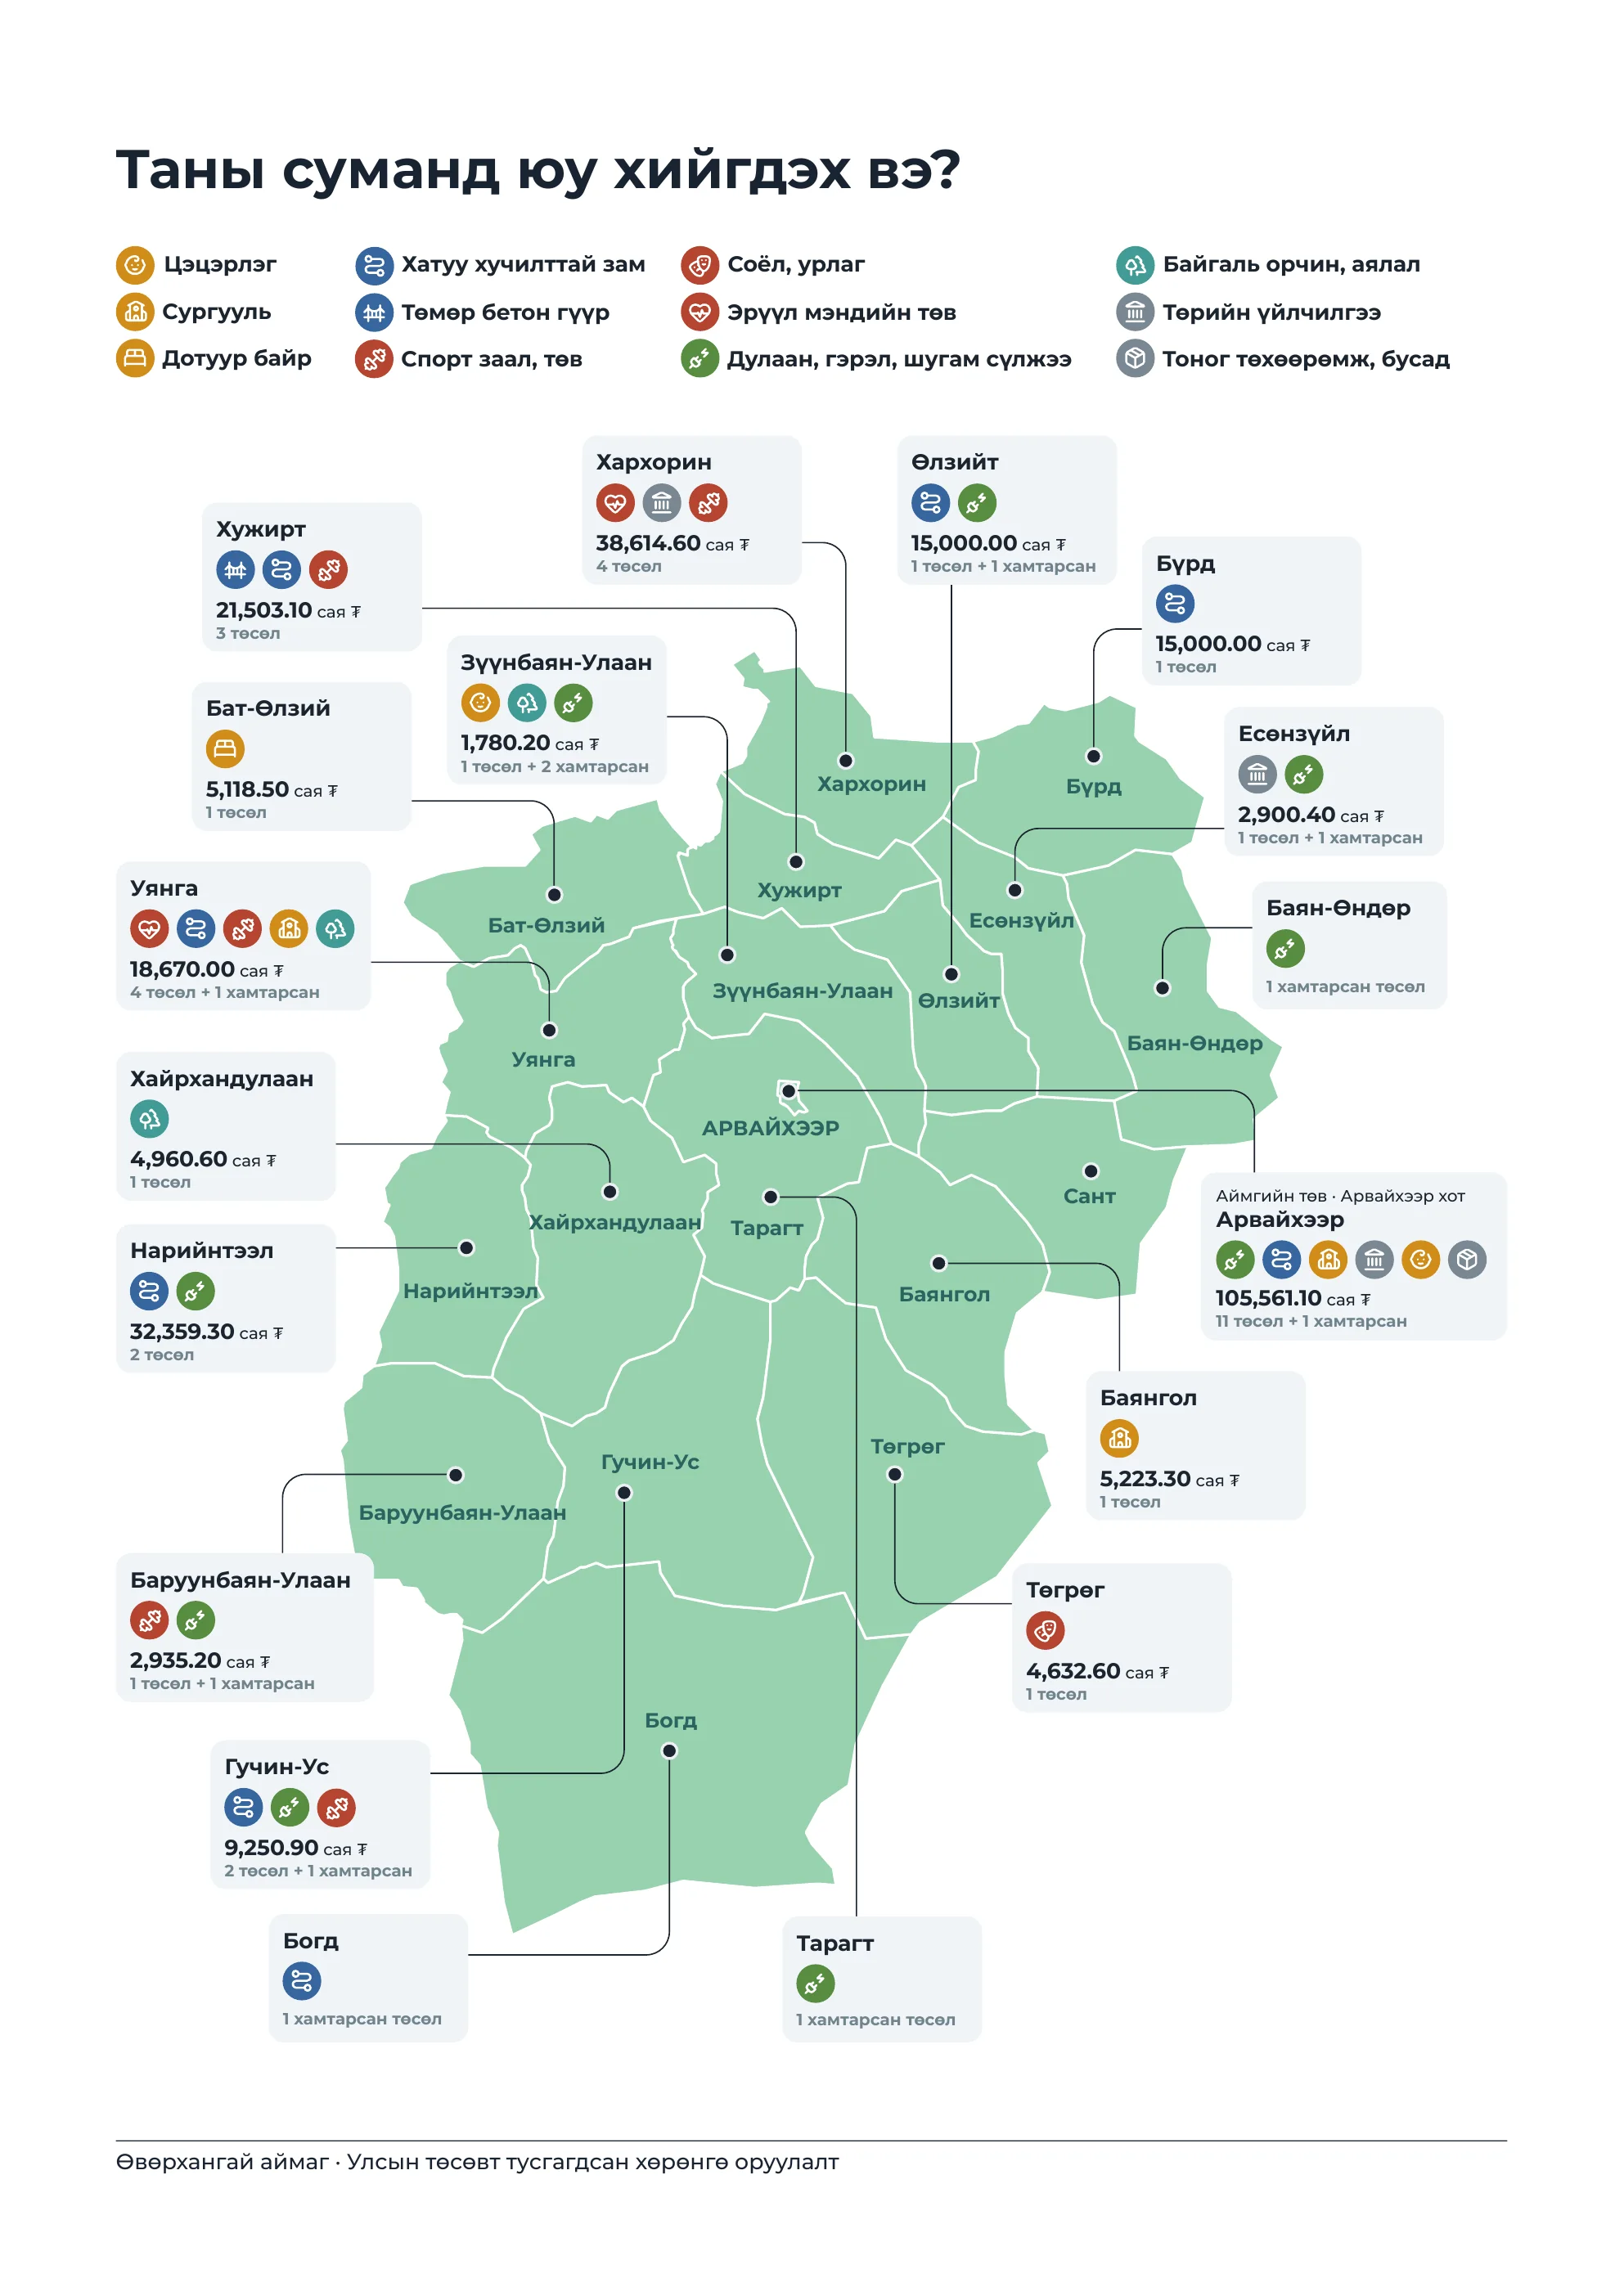 Таны суманд юу хийгдэх вэ?
Цэцэрлэг
Сургууль
Дотуур байр
Хатуу хучилттай зам
Төмөр бетон гүүр
Спорт заал, төв
Соёл, урлаг
Эрүүл мэндийн төв
Дулаан, гэрэл, шугам сүлжээ
Байгаль орчин, аялал
Төрийн үйлчилгээ
Тоног төхөөрөмж, бусад
Хархорин
38,614.60 сая ₮
4 төсөл
Өлзийт
15,000.00 сая ₮
1 төсөл + 1 хамтарсан
Хужирт
21,503.10 сая ₮
3 төсөл
Бүрд
15,000.00 сая ₮
1 төсөл
Зүүнбаян-Улаан
1,780.20 сая ₮
1 төсөл + 2 хамтарсан
Бат-Өлзий
5,118.50 сая ₮
1 төсөл
Есөнзүйл
2,900.40 сая ₮
1 төсөл + 1 хамтарсан
Уянга
18,670.00 сая ₮
4 төсөл + 1 хамтарсан
Баян-Өндөр
1 хамтарсан төсөл
Хайрхандулаан
4,960.60 сая ₮
1 төсөл
Нарийнтээл
32,359.30 сая ₮
2 төсөл
Аймгийн төв · Арвайхээр хот
Арвайхээр
105,561.10 сая ₮
11 төсөл + 1 хамтарсан
Баянгол
5,223.30 сая ₮
1 төсөл
Баруунбаян-Улаан
2,935.20 сая ₮
1 төсөл + 1 хамтарсан
Төгрөг
4,632.60 сая ₮
1 төсөл
Гучин-Ус
9,250.90 сая ₮
2 төсөл + 1 хамтарсан
Богд
1 хамтарсан төсөл
Тарагт
1 хамтарсан төсөл
Хархорин
Бүрд
Хужирт
Есөнзүйл
Бат-Өлзий
Зүүнбаян-Улаан
Өлзийт
Баян-Өндөр
Уянга
АРВАЙХЭЭР
Сант
Хайрхандулаан
Тарагт
Нарийнтээл
Баянгол
Төгрөг
Гучин-Ус
Баруунбаян-Улаан
Богд
Өвөрхангай аймаг · Улсын төсөвт тусгагдсан хөрөнгө оруулалт